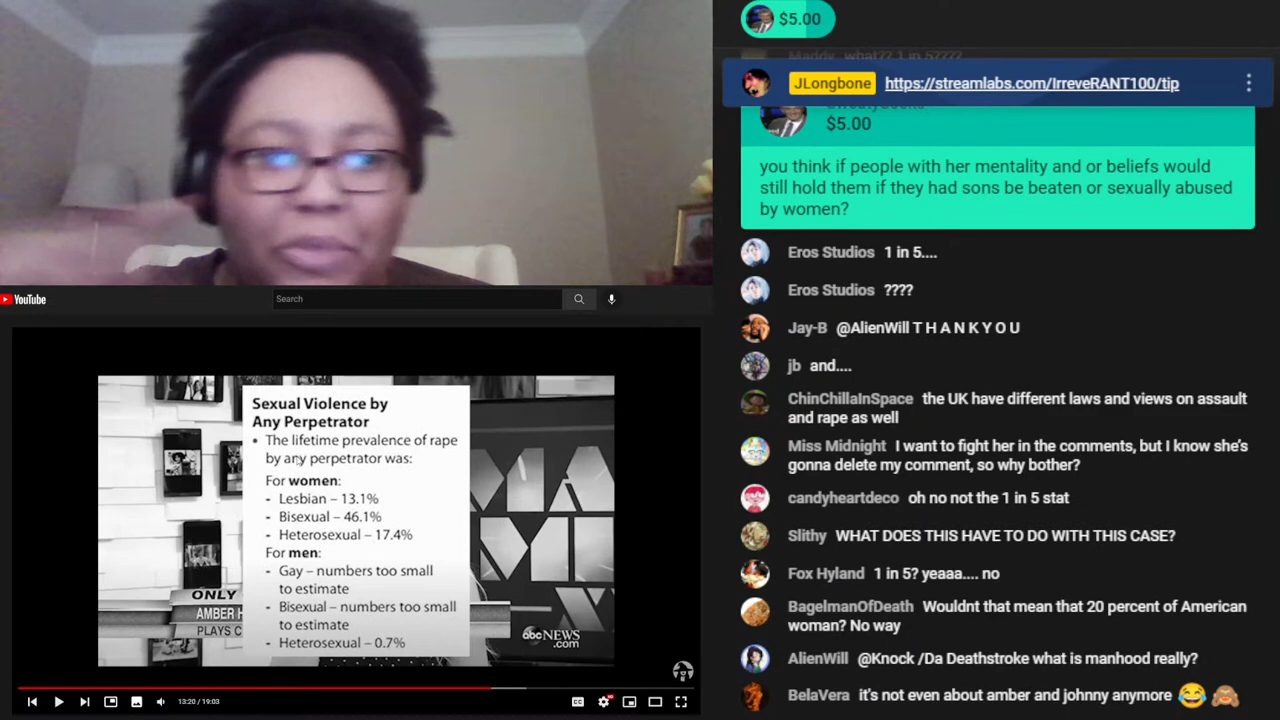 YouTube
Search
Sexual Violence by
Any Perpetrator
• The lifetime prevalence of rape
by any perpetrator was:
For women:
- Lesbian – 13.1%
- Bisexual – 46.1%
- Heterosexual – 17.4%
For men:
- Gay – numbers too small
to estimate
- Bisexual – numbers too small
to estimate
- Heterosexual – 0.7%
ONLY
AMBER H
PLAYS C
abcNEWS
.com
13:20 / 19:03
$5.00
Maddy what?? 1 in 5????
JLongbone https://streamlabs.com/IrreveRANT100/tip
$5.00
you think if people with her mentality and or beliefs would
still hold them if they had sons be beaten or sexually abused
by women?
Eros Studios 1 in 5....
Eros Studios ????
Jay-B @AlienWill T H A N K Y O U
jb and....
ChinChillaInSpace the UK have different laws and views on assault
and rape as well
Miss Midnight I want to fight her in the comments, but I know she's
gonna delete my comment, so why bother?
candyheartdeco oh no not the 1 in 5 stat
Slithy WHAT DOES THIS HAVE TO DO WITH THIS CASE?
Fox Hyland 1 in 5? yeaaa.... no
BagelmanOfDeath Wouldnt that mean that 20 percent of American
woman? No way
AlienWill @Knock /Da Deathstroke what is manhood really?
BelaVera it's not even about amber and johnny anymore 😂🙈